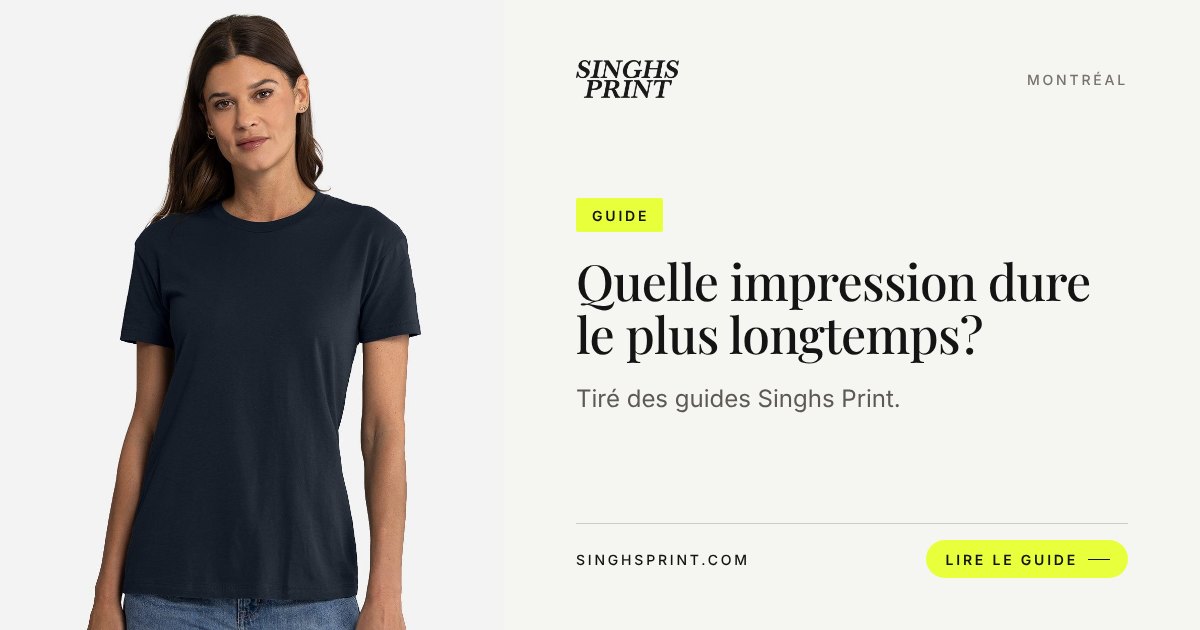 SINGHS
PRINT
MONTRÉAL
GUIDE
Quelle impression dure
le plus longtemps?
Tiré des guides Singhs Print.
SINGHSPRINT.COM
LIRE LE GUIDE